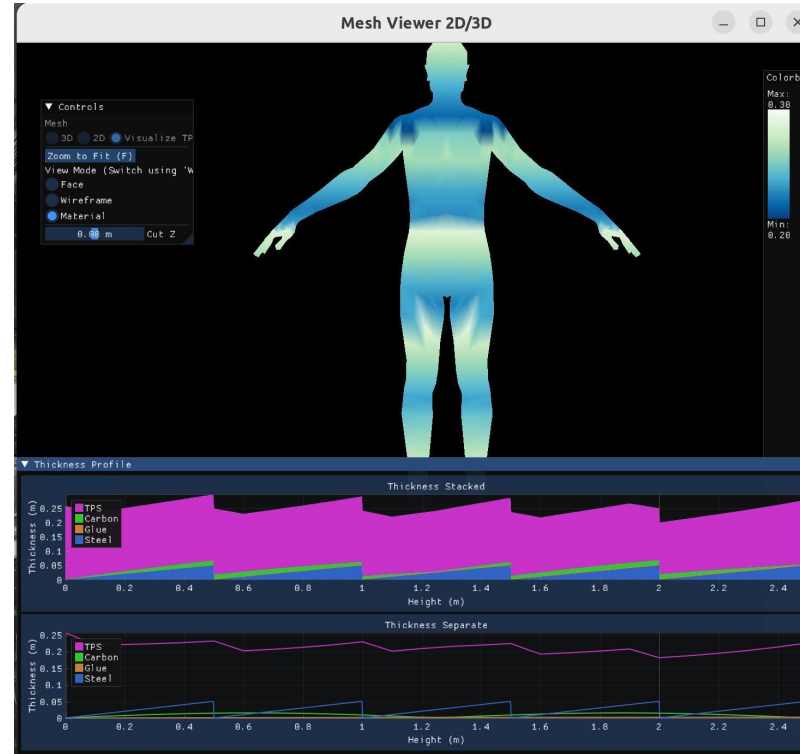 Mesh Viewer 2D/3D
Controls
Mesh
3D 2D Visualize TP
Zoom to Fit (F)
View Mode (Switch using 'W
Face
Wireframe
Material
0.00 m Cut Z
Colorb
Max:
0.30
Min:
0.20
Thickness Profile
Thickness Stacked
Thickness (m)
0.25
0.2
0.15
0.1
0.05
0
TPS
Carbon
Glue
Steel
0 0.2 0.4 0.6 0.8 1 1.2 1.4 1.6 1.8 2 2.2 2.4
Height (m)
Thickness Separate
Thickness (m)
0.25
0.2
0.15
0.1
0.05
0
TPS
Carbon
Glue
Steel
0 0.2 0.4 0.6 0.8 1 1.2 1.4 1.6 1.8 2 2.2 2.4
Height (m)